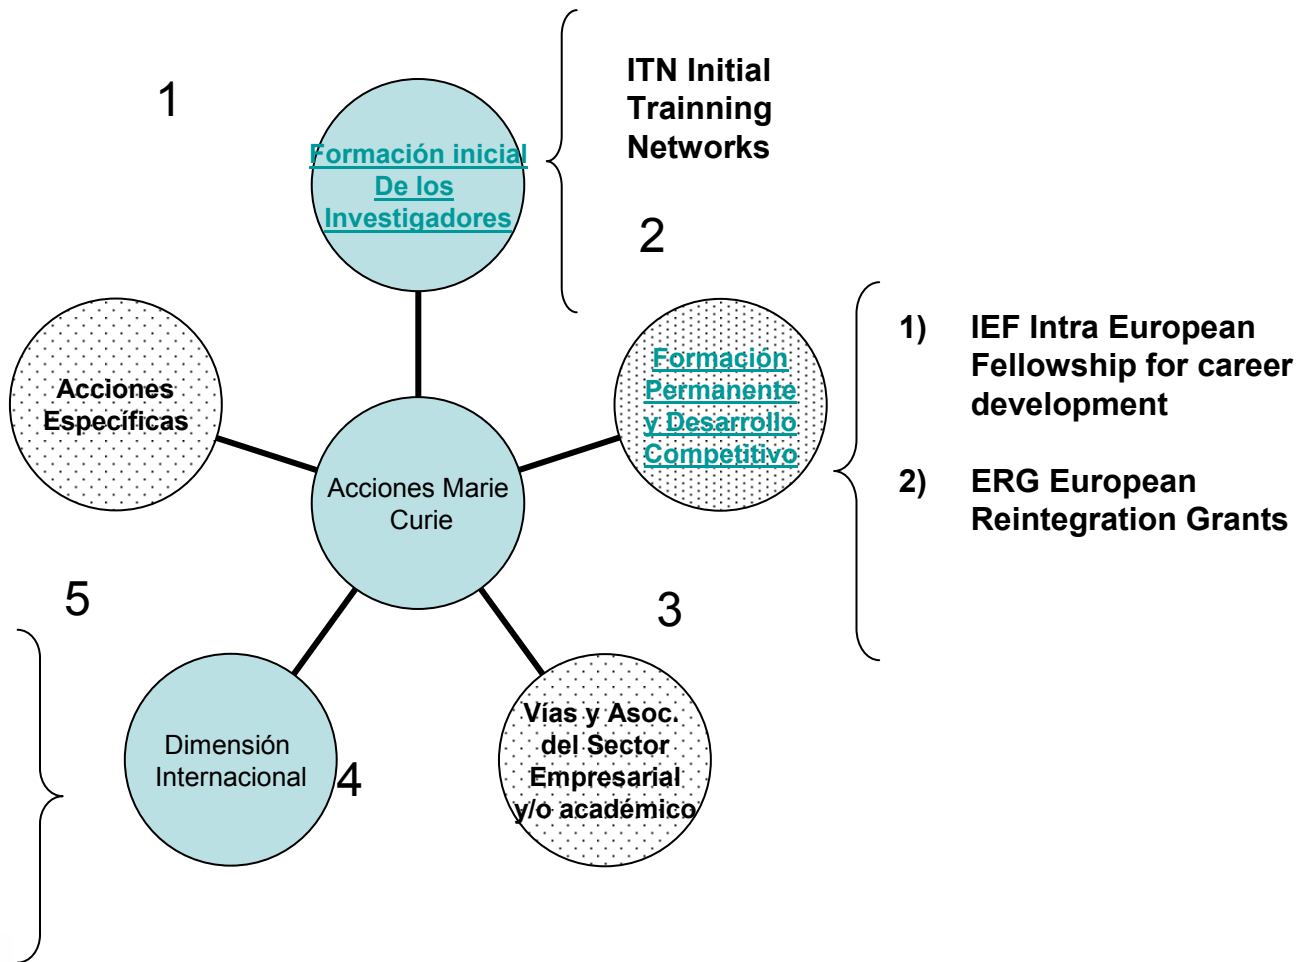 1
Formación inicial
De los
Investigadores
ITN Initial
Trainning
Networks
2
Formación
Permanente
y Desarrollo
Competitivo
1) IEF Intra European
Fellowship for career
development
2) ERG European
Reintegration Grants
Acciones
Específicas
Acciones Marie
Curie
5
3
Vías y Asoc.
del Sector
Empresarial
y/o académico
Dimensión
Internacional
4